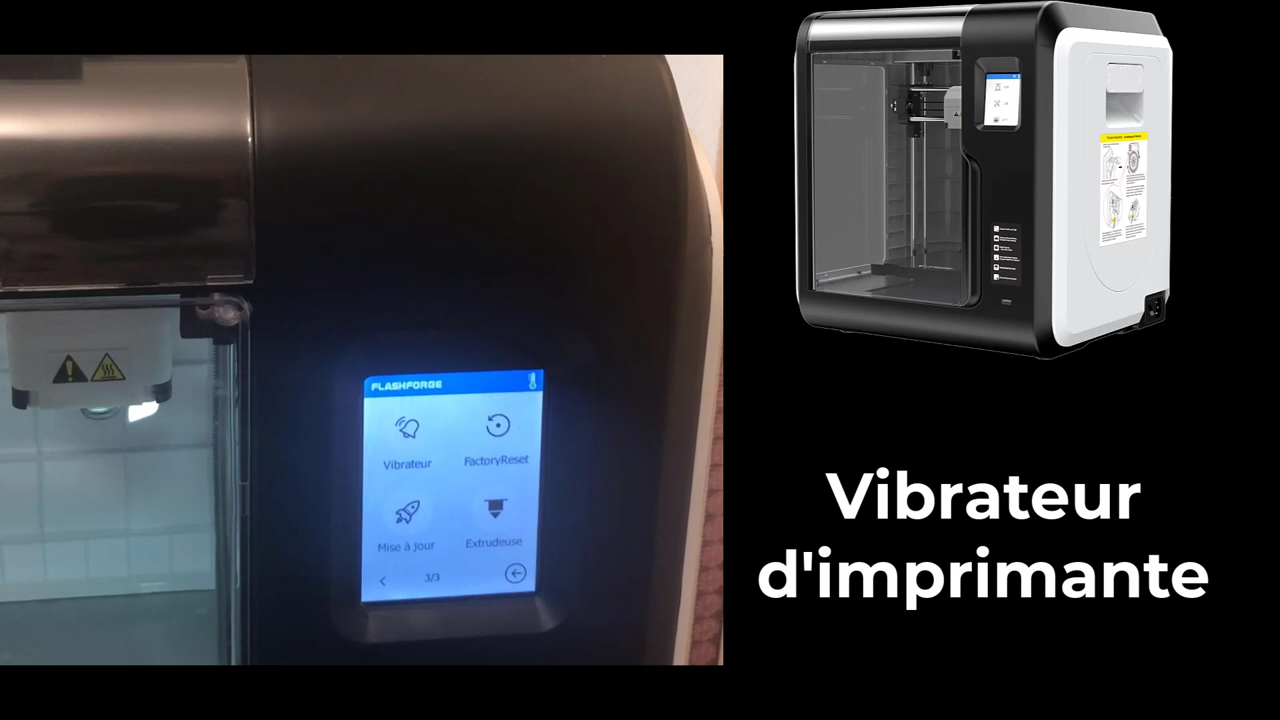 FLASHFORGE
Vibrateur
FactoryReset
Mise à jour
Extrudeuse
3/3
Vibrateur
d'imprimante